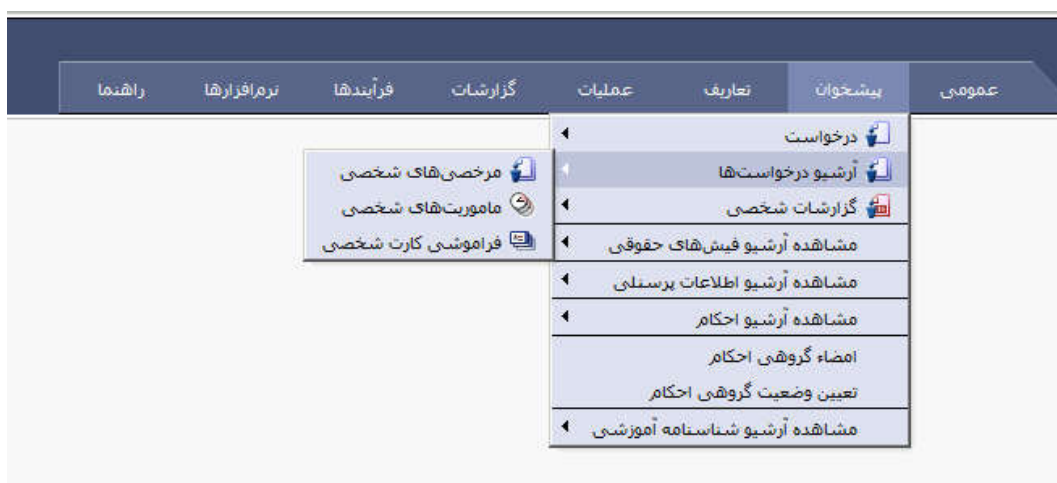 عمومی
پیشخوان
تعاریف
عملیات
گزارشات
فرآیندها
نرم‌افزارها
راهنما
درخواست
آرشیو درخواست‌ها
گزارشات شخصی
مشاهده آرشیو فیش‌های حقوقی
مشاهده آرشیو اطلاعات پرسنلی
مشاهده آرشیو احکام
امضاء گروهی احکام
تعیین وضعیت گروهی احکام
مشاهده آرشیو شناسنامه آموزشی
مرخصی‌های شخصی
ماموریت‌های شخصی
فراموشی کارت شخصی